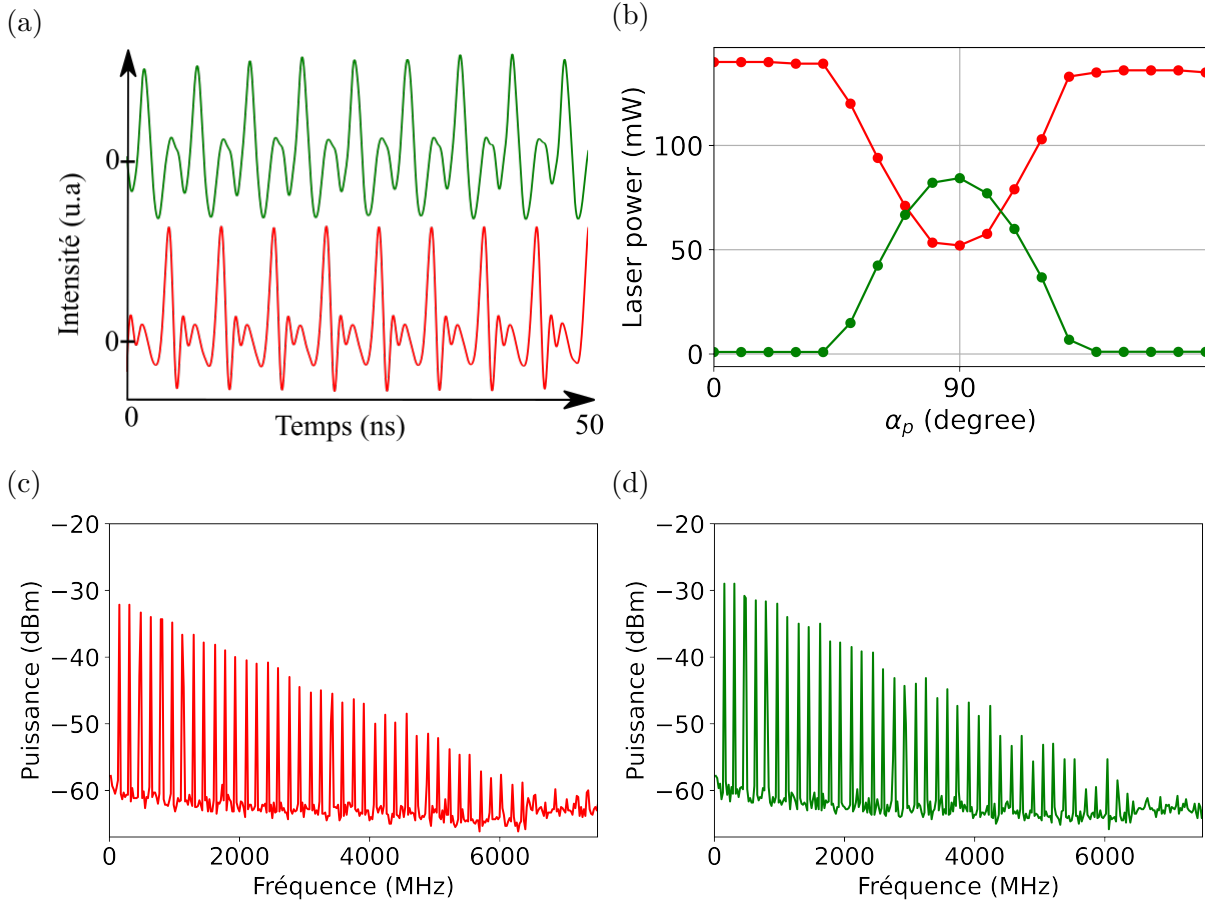 (a)
Intensité (u.a)
0
0
0
50
Temps (ns)
(b)
Laser power (mW)
100
50
0
0
90
α_p (degree)
(c)
Puissance (dBm)
−20
−30
−40
−50
−60
0
2000
4000
6000
Fréquence (MHz)
(d)
Puissance (dBm)
−20
−30
−40
−50
−60
0
2000
4000
6000
Fréquence (MHz)